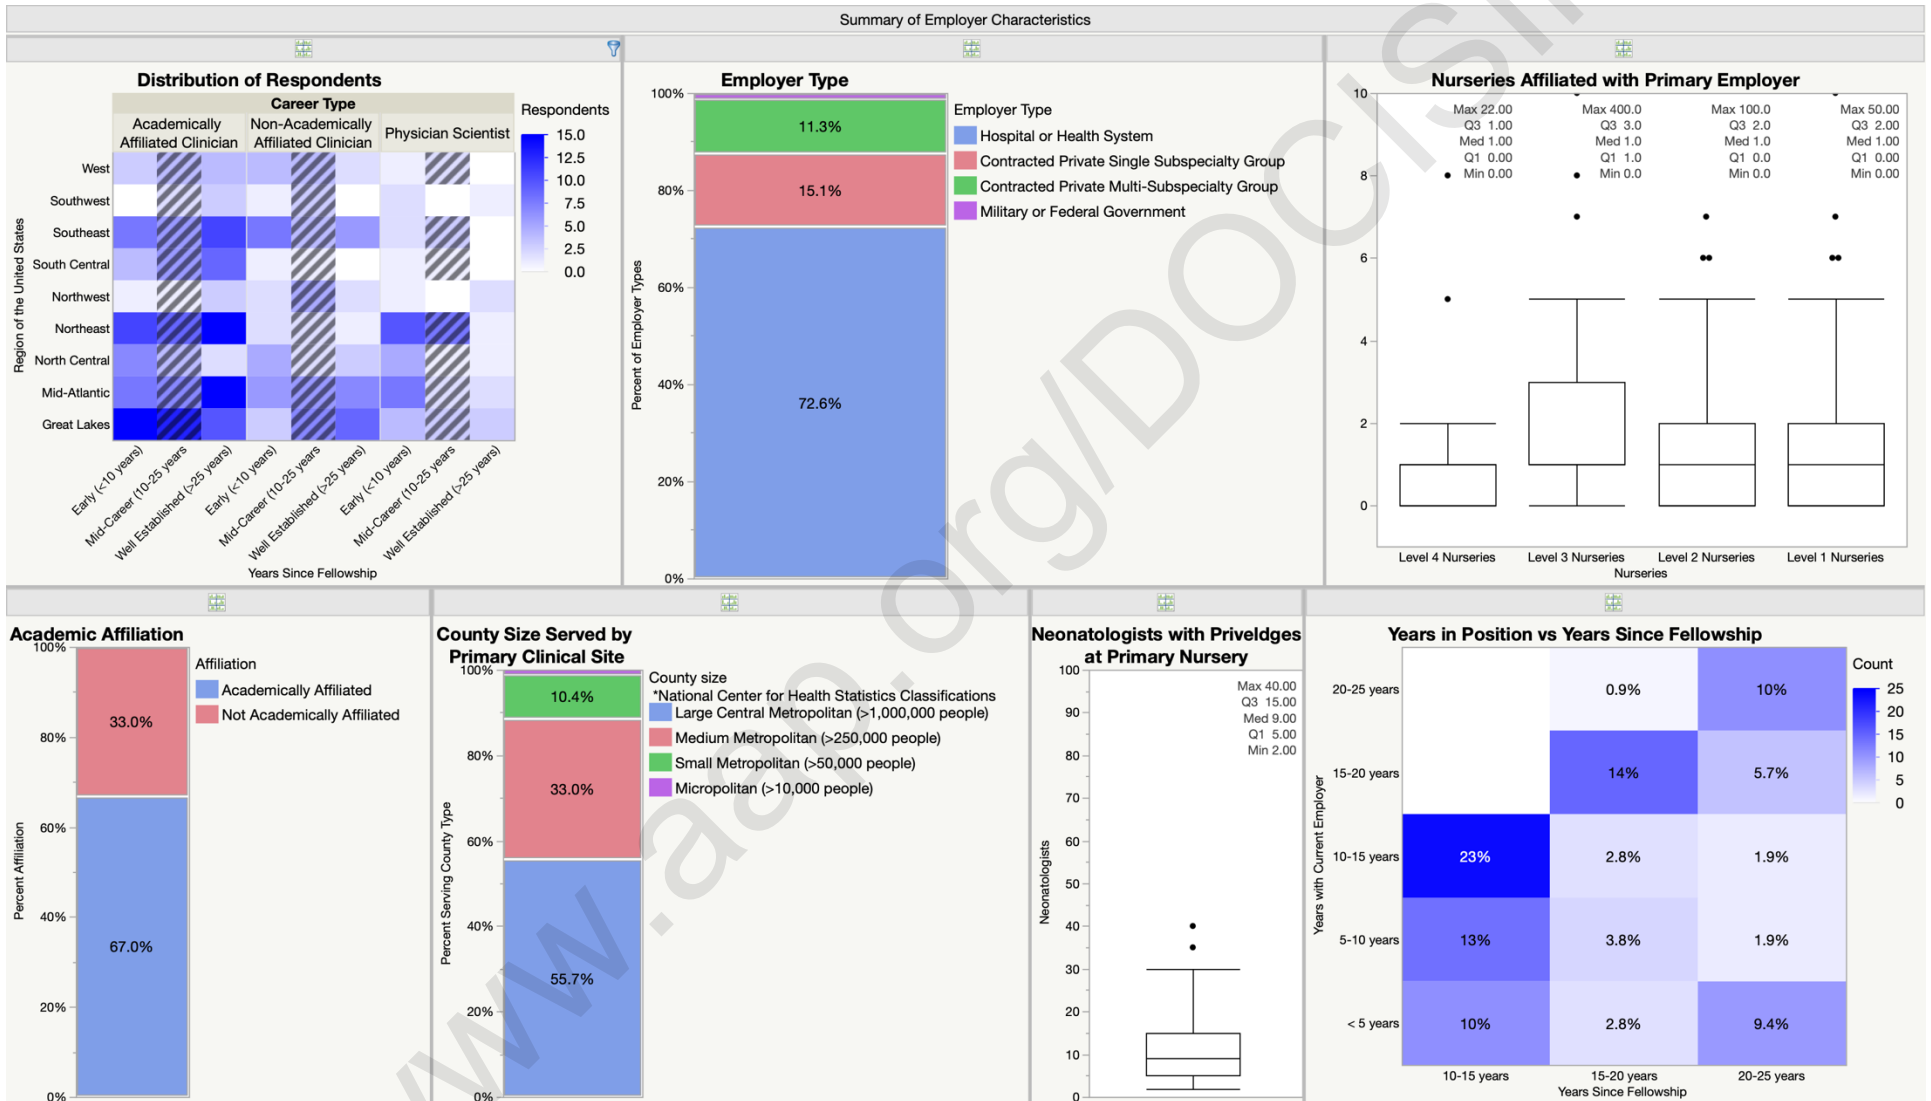 Summary of Employer Characteristics
Distribution of Respondents
Career Type
Academically
Affiliated Clinician
Non-Academically
Affiliated Clinician
Physician Scientist
Respondents
15.0
12.5
10.0
7.5
5.0
2.5
0.0
Region of the United States
West
Southwest
Southeast
South Central
Northwest
Northeast
North Central
Mid-Atlantic
Great Lakes
Early (<10 years)
Mid-Career (10-25 years
Well Established (>25 years)
Early (<10 years)
Mid-Career (10-25 years
Well Established (>25 years)
Early (<10 years)
Mid-Career (10-25 years
Well Established (>25 years)
Years Since Fellowship
Employer Type
Percent of Employer Types
100%
80%
60%
40%
20%
0%
11.3%
15.1%
72.6%
Employer Type
Hospital or Health System
Contracted Private Single Subspecialty Group
Contracted Private Multi-Subspecialty Group
Military or Federal Government
Nurseries Affiliated with Primary Employer
10
8
6
4
2
0
Max 22.00
Q3 1.00
Med 1.00
Q1 0.00
Min 0.00
Max 400.0
Q3 3.0
Med 1.0
Q1 1.0
Min 0.0
Max 100.0
Q3 2.0
Med 1.0
Q1 0.0
Min 0.0
Max 50.00
Q3 2.00
Med 1.00
Q1 0.00
Min 0.00
Level 4 Nurseries
Level 3 Nurseries
Level 2 Nurseries
Level 1 Nurseries
Nurseries
Academic Affiliation
Percent Affiliation
100%
80%
60%
40%
20%
0%
33.0%
67.0%
Affiliation
Academically Affiliated
Not Academically Affiliated
County Size Served by
Primary Clinical Site
Percent Serving County Type
100%
80%
60%
40%
20%
0%
10.4%
33.0%
55.7%
County size
*National Center for Health Statistics Classifications
Large Central Metropolitan (>1,000,000 people)
Medium Metropolitan (>250,000 people)
Small Metropolitan (>50,000 people)
Micropolitan (>10,000 people)
Neonatologists with Priveldges
at Primary Nursery
Neonatologists
100
90
80
70
60
50
40
30
20
10
0
Max 40.00
Q3 15.00
Med 9.00
Q1 5.00
Min 2.00
Years in Position vs Years Since Fellowship
Years with Current Employer
20-25 years
0.9%
10%
15-20 years
14%
5.7%
10-15 years
23%
2.8%
1.9%
5-10 years
13%
3.8%
1.9%
< 5 years
10%
2.8%
9.4%
10-15 years
15-20 years
20-25 years
Years Since Fellowship
Count
25
20
15
10
5
0
www.aap.org/DOCSIN